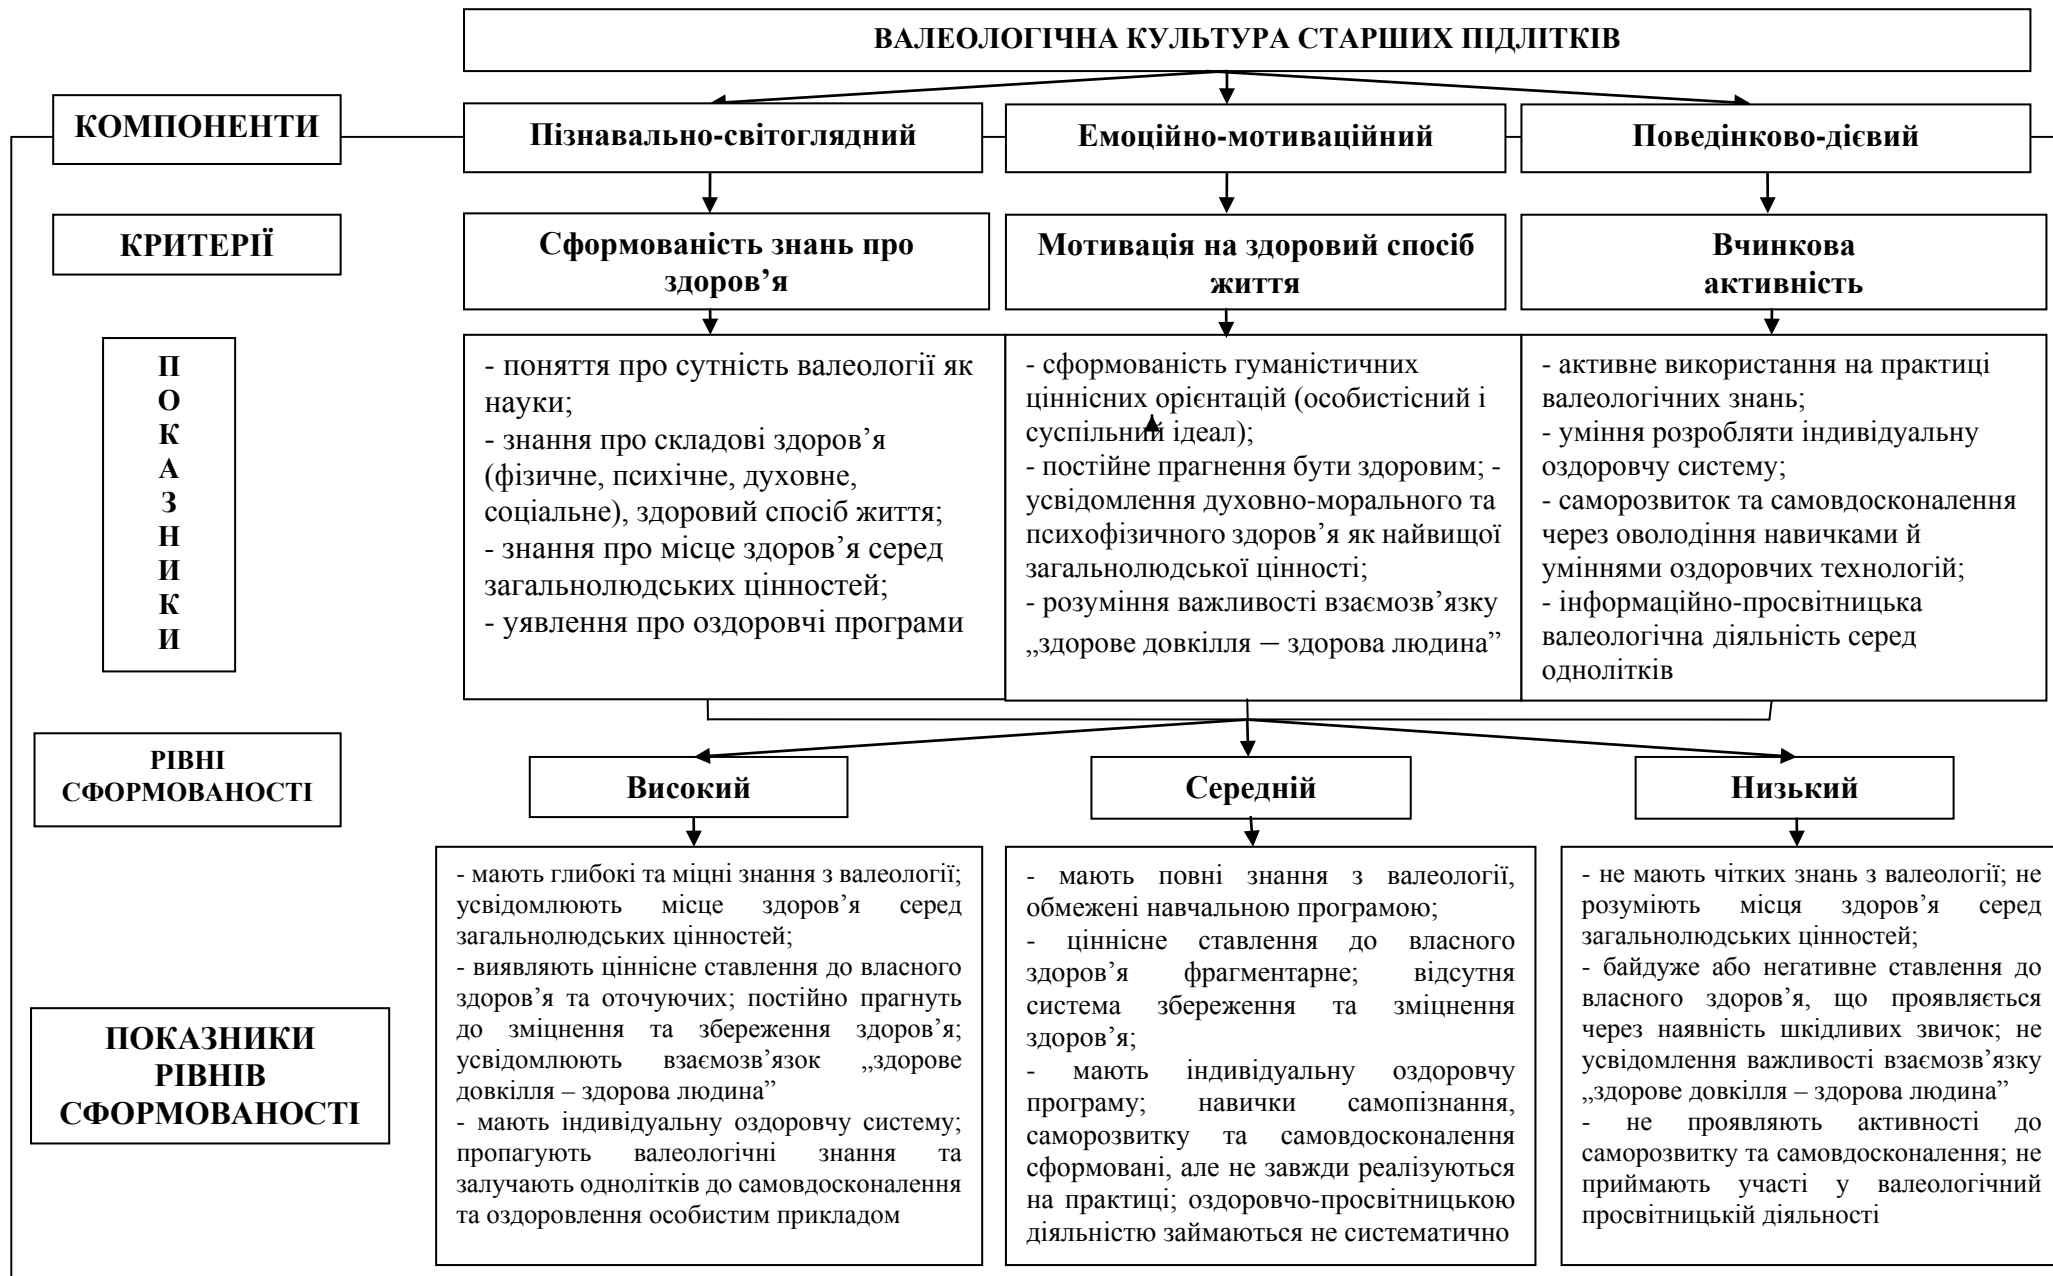 ВАЛЕОЛОГІЧНА КУЛЬТУРА СТАРШИХ ПІДЛІТКІВ
КОМПОНЕНТИ
Пізнавально-світоглядний
Емоційно-мотиваційний
Поведінково-дієвий
КРИТЕРІЇ
Сформованість знань про
здоров’я
Мотивація на здоровий спосіб
життя
Вчинкова
активність
П
О
К
А
З
Н
И
К
И
- поняття про сутність валеології як
науки;
- знання про складові здоров’я
(фізичне, психічне, духовне,
соціальне), здоровий спосіб життя;
- знання про місце здоров’я серед
загальнолюдських цінностей;
- уявлення про оздоровчі програми
- сформованість гуманістичних
ціннісних орієнтацій (особистісний і
суспільний ідеал);
- постійне прагнення бути здоровим; -
усвідомлення духовно-морального та
психофізичного здоров’я як найвищої
загальнолюдської цінності;
- розуміння важливості взаємозв’язку
„здорове довкілля – здорова людина”
- активне використання на практиці
валеологічних знань;
- уміння розробляти індивідуальну
оздоровчу систему;
- саморозвиток та самовдосконалення
через оволодіння навичками й
уміннями оздоровчих технологій;
- інформаційно-просвітницька
валеологічна діяльність серед
однолітків
РІВНІ
СФОРМОВАНОСТІ
Високий
Середній
Низький
ПОКАЗНИКИ
РІВНІВ
СФОРМОВАНОСТІ
- мають глибокі та міцні знання з валеології;
усвідомлюють місце здоров’я серед
загальнолюдських цінностей;
- виявляють ціннісне ставлення до власного
здоров’я та оточуючих; постійно прагнуть
до зміцнення та збереження здоров’я;
усвідомлюють взаємозв’язок „здорове
довкілля – здорова людина”
- мають індивідуальну оздоровчу систему;
пропагують валеологічні знання та
залучають однолітків до самовдосконалення
та оздоровлення особистим прикладом
- мають повні знання з валеології,
обмежені навчальною програмою;
- ціннісне ставлення до власного
здоров’я фрагментарне; відсутня
система збереження та зміцнення
здоров’я;
- мають індивідуальну оздоровчу
програму; навички самопізнання,
саморозвитку та самовдосконалення
сформовані, але не завжди реалізуються
на практиці; оздоровчо-просвітницькою
діяльністю займаються не систематично
- не мають чітких знань з валеології; не
розуміють місця здоров’я серед
загальнолюдських цінностей;
- байдуже або негативне ставлення до
власного здоров’я, що проявляється
через наявність шкідливих звичок; не
усвідомлення важливості взаємозв’язку
„здорове довкілля – здорова людина”
- не проявляють активності до
саморозвитку та самовдосконалення; не
приймають участі у валеологічний
просвітницькій діяльності